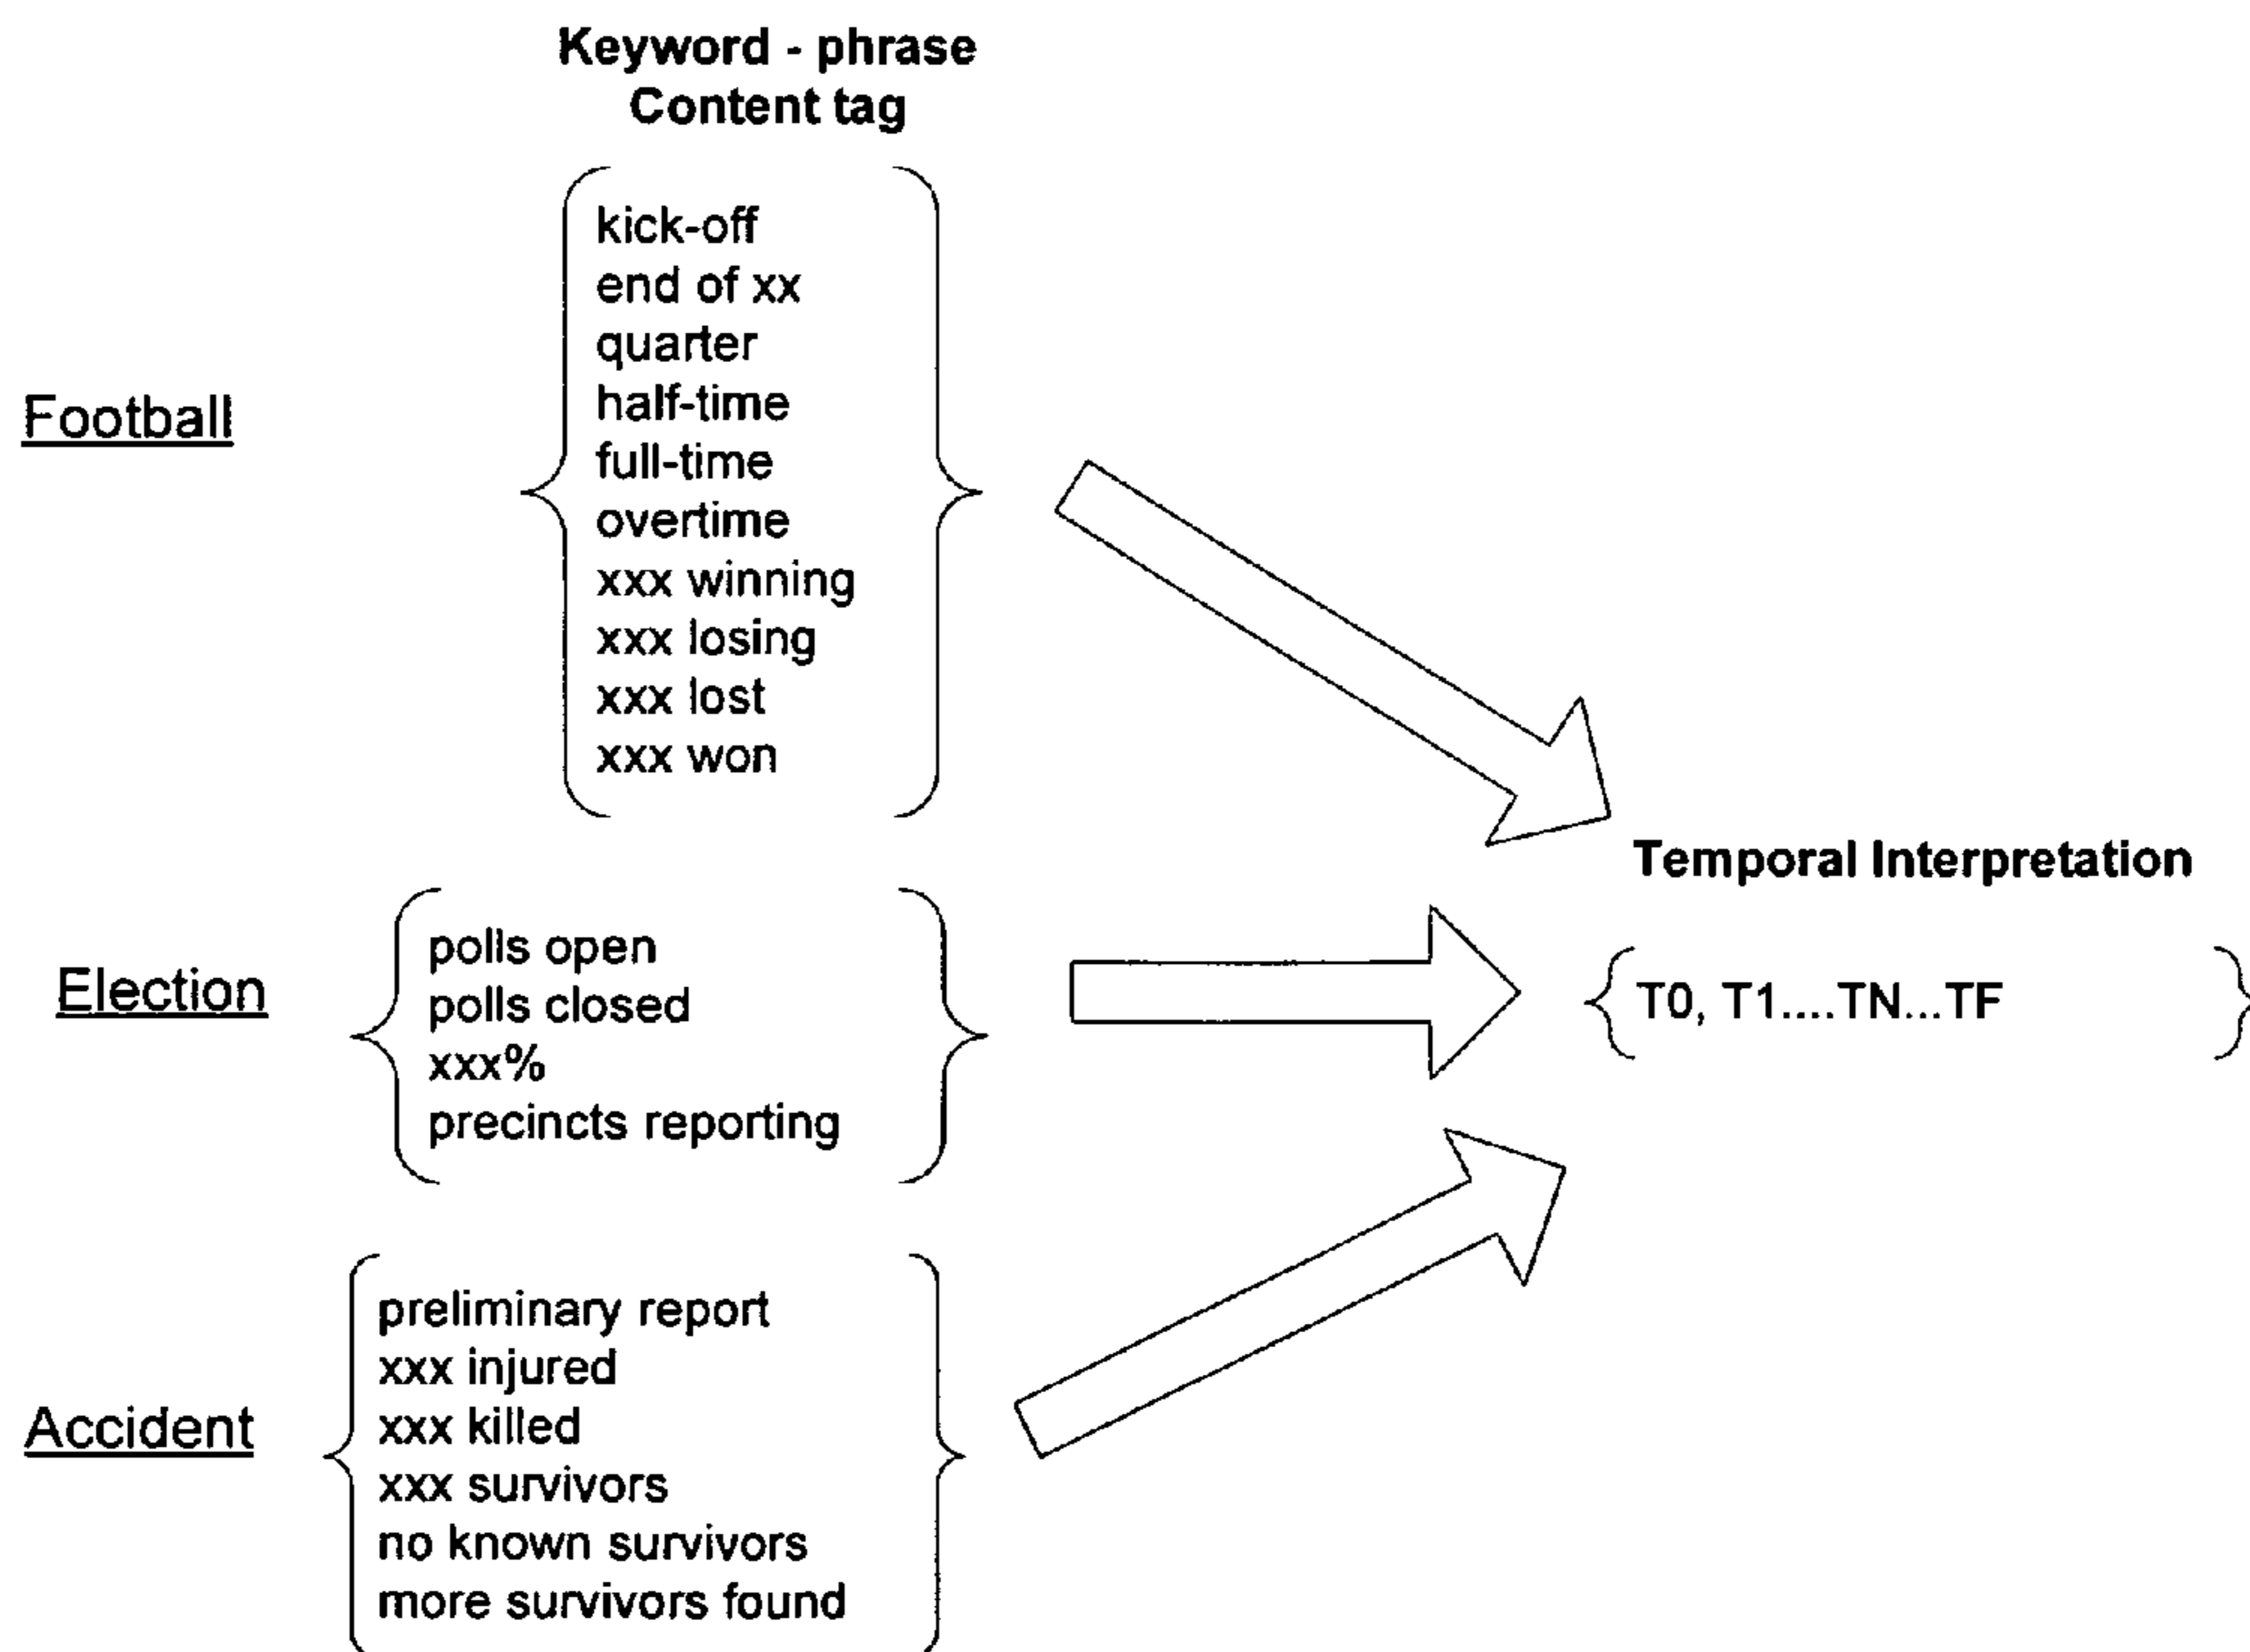 Keyword - phrase
Content tag
Football
kick-off
end of xx
quarter
half-time
full-time
overtime
xxx winning
xxx losing
xxx lost
xxx won
Election
polls open
polls closed
xxx%
precincts reporting
Accident
preliminary report
xxx injured
xxx killed
xxx survivors
no known survivors
more survivors found
Temporal Interpretation
T0, T1....TN...TF